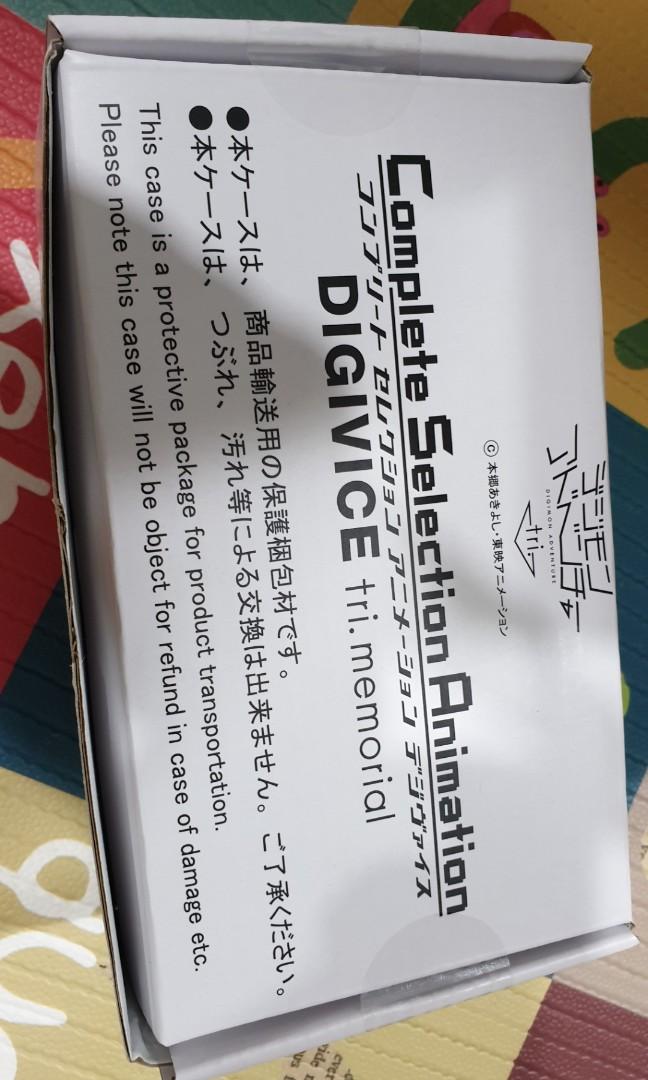 デジモン
アドベンチャー
DIGIMON ADVENTURE
tri.
© 本郷あきよし・東映アニメーション
Complete Selection Animation
コンプリート セレクション アニメーション デジヴァイス
DIGIVICE tri. memorial
●本ケースは、商品輸送用の保護梱包材です。
●本ケースは、つぶれ、汚れ等による交換は出来ません。ご了承ください。
This case is a protective package for product transportation.
Please note this case will not be object for refund in case of damage etc.